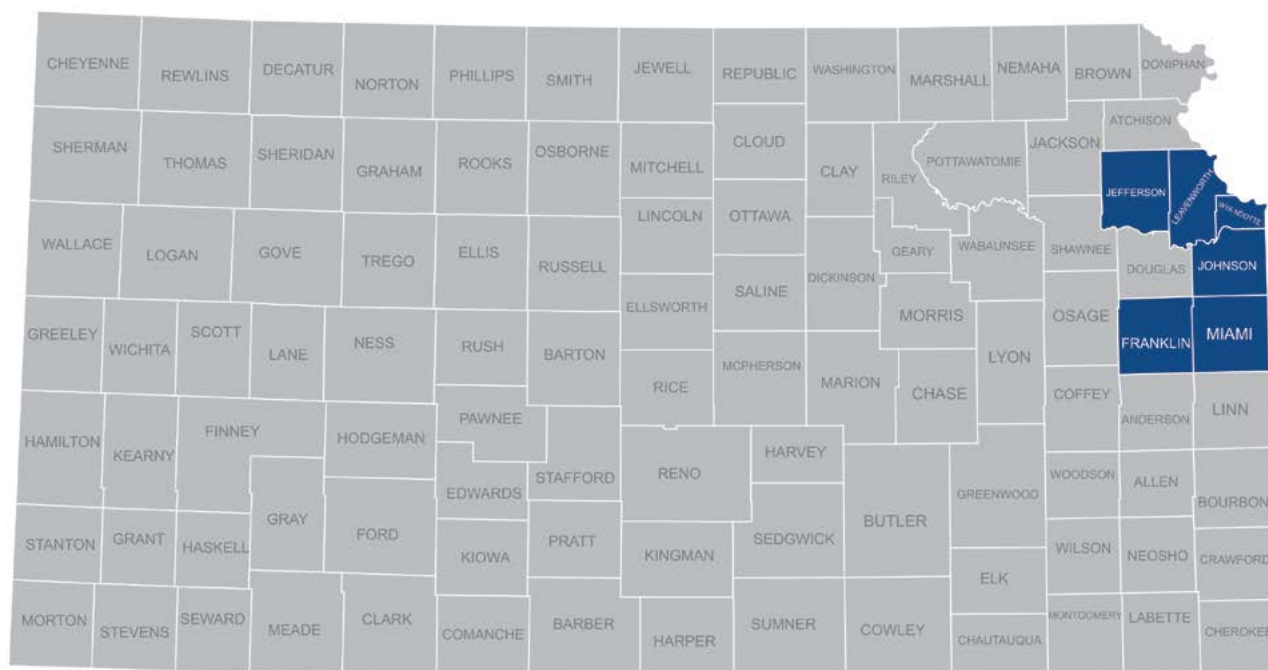 CHEYENNE
REWLINS
DECATUR
NORTON
PHILLIPS
SMITH
JEWELL
REPUBLIC
WASHINGTON
MARSHALL
NEMAHA
BROWN
DONIPHAN
SHERMAN
THOMAS
SHERIDAN
GRAHAM
ROOKS
OSBORNE
MITCHELL
CLOUD
CLAY
RILEY
POTTAWATOMIE
JACKSON
ATCHISON
JEFFERSON
LEAVENWORTH
WYANDOTTE
WALLACE
LOGAN
GOVE
TREGO
ELLIS
RUSSELL
LINCOLN
OTTAWA
DICKINSON
GEARY
WABAUNSEE
SHAWNEE
DOUGLAS
JOHNSON
ELLSWORTH
SALINE
MORRIS
OSAGE
FRANKLIN
MIAMI
GREELEY
WICHITA
SCOTT
LANE
NESS
RUSH
BARTON
RICE
MCPHERSON
MARION
CHASE
LYON
COFFEY
ANDERSON
LINN
HAMILTON
KEARNY
FINNEY
HODGEMAN
PAWNEE
STAFFORD
EDWARDS
RENO
HARVEY
BUTLER
GREENWOOD
WOODSON
ALLEN
BOURBON
STANTON
GRANT
HASKELL
GRAY
FORD
KIOWA
PRATT
KINGMAN
SEDGWICK
ELK
WILSON
NEOSHO
CRAWFORD
MORTON
STEVENS
SEWARD
MEADE
CLARK
COMANCHE
BARBER
HARPER
SUMNER
COWLEY
CHAUTAUQUA
MONTGOMERY
LABETTE
CHEROKEE